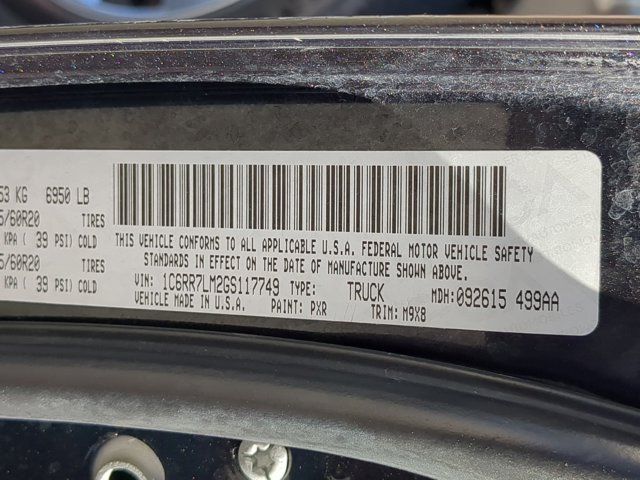 53 KG 6950 LB
5/60R20 TIRES
KPA ( 39 PSI) COLD
5/60R20 TIRES
KPA ( 39 PSI) COLD
THIS VEHICLE CONFORMS TO ALL APPLICABLE U.S.A. FEDERAL MOTOR VEHICLE SAFETY
STANDARDS IN EFFECT ON THE DATE OF MANUFACTURE SHOWN ABOVE.
VIN: 1C6RR7LM2GS117749 TYPE: TRUCK MDH:092615 499AA
VEHICLE MADE IN U.S.A. PAINT: PXR TRIM: M9X8